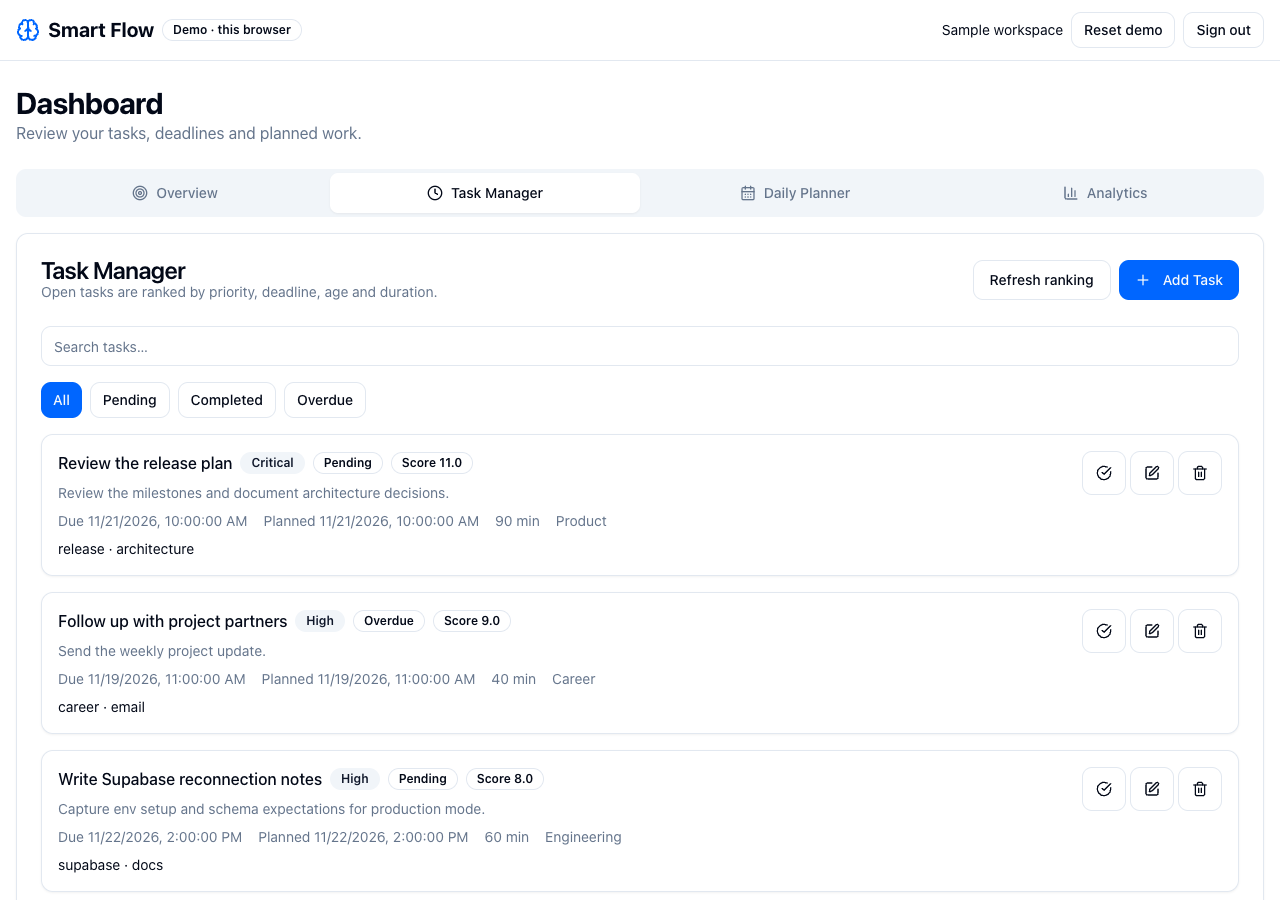 Smart Flow
Demo · this browser
Sample workspace
Reset demo
Sign out
Dashboard
Review your tasks, deadlines and planned work.
Overview
Task Manager
Daily Planner
Analytics
Task Manager
Open tasks are ranked by priority, deadline, age and duration.
Refresh ranking
Add Task
Search tasks...
All
Pending
Completed
Overdue
Review the release plan Critical Pending Score 11.0
Review the milestones and document architecture decisions.
Due 11/21/2026, 10:00:00 AM Planned 11/21/2026, 10:00:00 AM 90 min Product
release · architecture
Follow up with project partners High Overdue Score 9.0
Send the weekly project update.
Due 11/19/2026, 11:00:00 AM Planned 11/19/2026, 11:00:00 AM 40 min Career
career · email
Write Supabase reconnection notes High Pending Score 8.0
Capture env setup and schema expectations for production mode.
Due 11/22/2026, 2:00:00 PM Planned 11/22/2026, 2:00:00 PM 60 min Engineering
supabase · docs